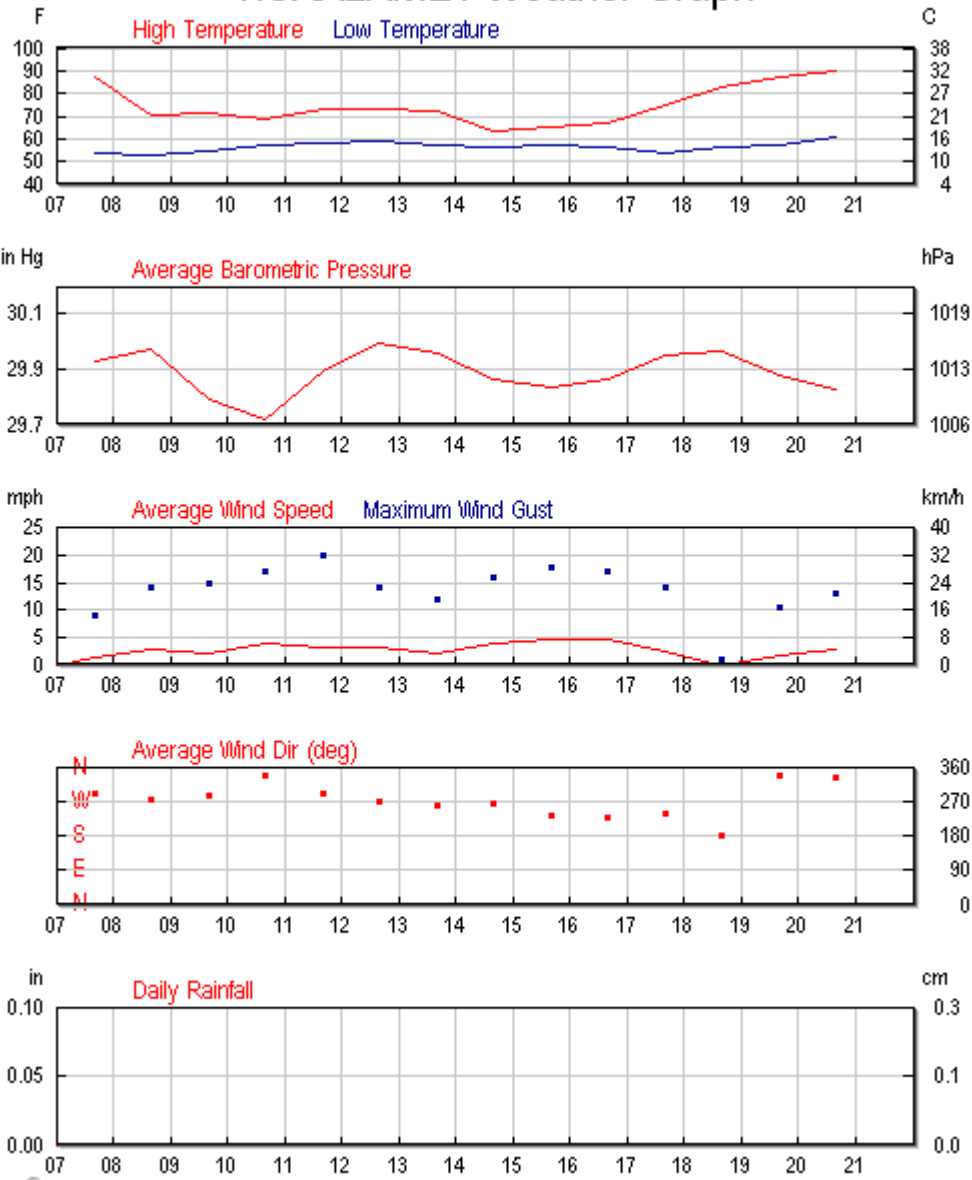 Weather Graph
F C
High Temperature Low Temperature
100 38
90 32
80 27
70 21
60 16
50 10
40 4
07 08 09 10 11 12 13 14 15 16 17 18 19 20 21
in Hg hPa
Average Barometric Pressure
30.1 1019
29.9 1013
29.7 1006
07 08 09 10 11 12 13 14 15 16 17 18 19 20 21
mph km/h
Average Wind Speed Maximum Wind Gust
25 40
20 32
15 24
10 16
5 8
0 0
07 08 09 10 11 12 13 14 15 16 17 18 19 20 21
Average Wind Dir (deg)
N 360
W 270
S 180
E 90
N 0
07 08 09 10 11 12 13 14 15 16 17 18 19 20 21
in cm
Daily Rainfall
0.10 0.3
0.05 0.1
0.00 0.0
07 08 09 10 11 12 13 14 15 16 17 18 19 20 21